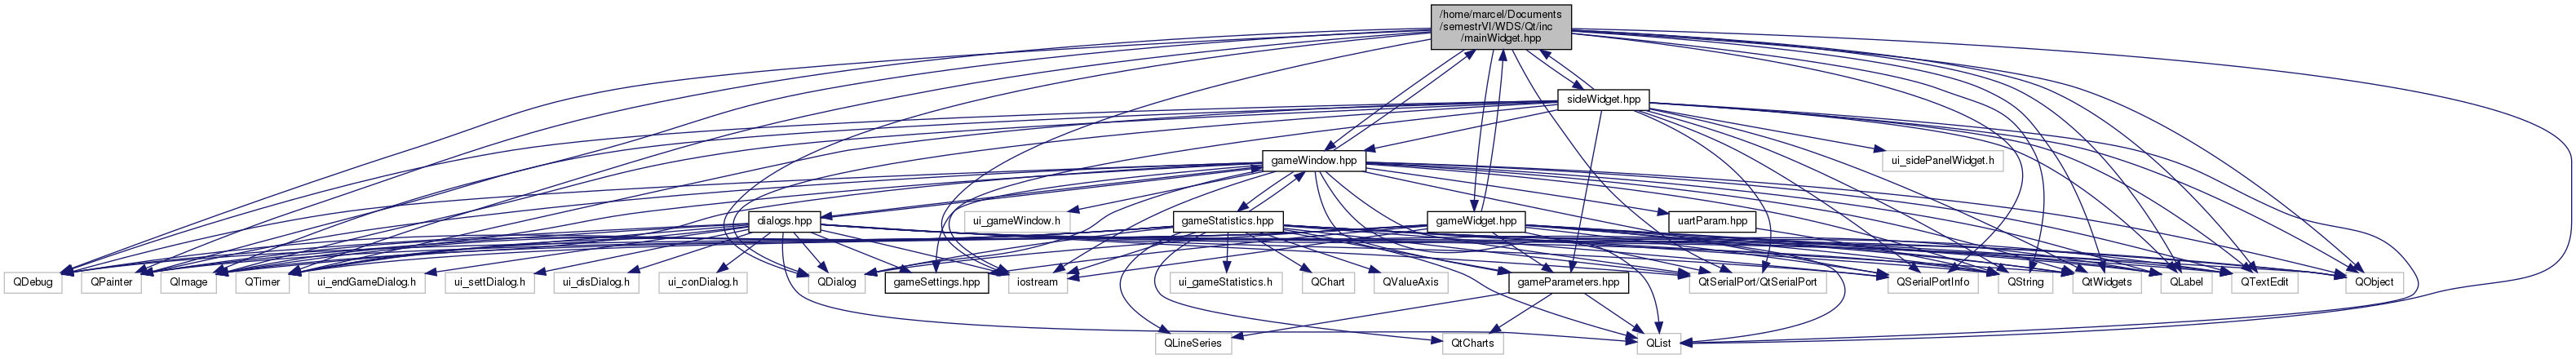 /home/marcel/Documents
/semestrVI/WDS/Qt/inc
/mainWidget.hpp
sideWidget.hpp
gameWindow.hpp
ui_sidePanelWidget.h
dialogs.hpp
ui_gameWindow.h
gameStatistics.hpp
gameWidget.hpp
uartParam.hpp
QDebug
QPainter
QImage
QTimer
ui_endGameDialog.h
ui_settDialog.h
ui_disDialog.h
ui_conDialog.h
QDialog
gameSettings.hpp
iostream
ui_gameStatistics.h
QChart
QValueAxis
gameParameters.hpp
QtSerialPort/QtSerialPort
QSerialPortInfo
QString
QtWidgets
QLabel
QTextEdit
QObject
QLineSeries
QtCharts
QList